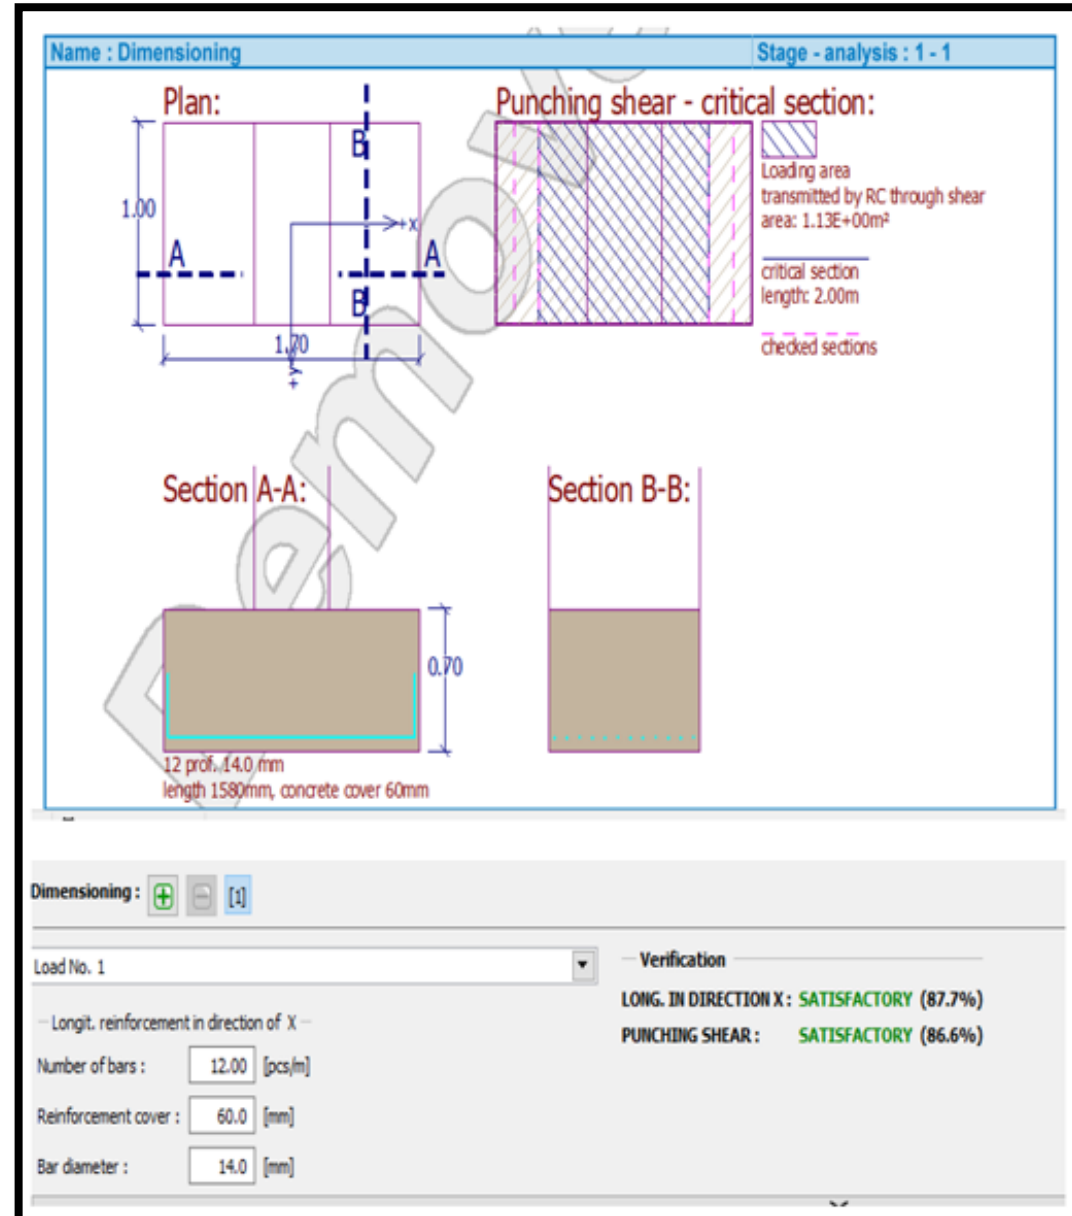 Name : Dimensioning
Stage - analysis : 1 - 1
Plan:
Punching shear - critical section:
B
1.00
+x
A
A
B
1.70
+y
Loading area
transmitted by RC through shear
area: 1.13E+00m²
critical section
length: 2.00m
checked sections
Section A-A:
Section B-B:
0.70
12 prof. 14.0 mm
length 1580mm, concrete cover 60mm
Remove
Dimensioning :
[1]
Load No. 1
Verification
LONG. IN DIRECTION X : SATISFACTORY (87.7%)
PUNCHING SHEAR : SATISFACTORY (86.6%)
Longit. reinforcement in direction of X
Number of bars : 12.00 [pcs/m]
Reinforcement cover : 60.0 [mm]
Bar diameter : 14.0 [mm]